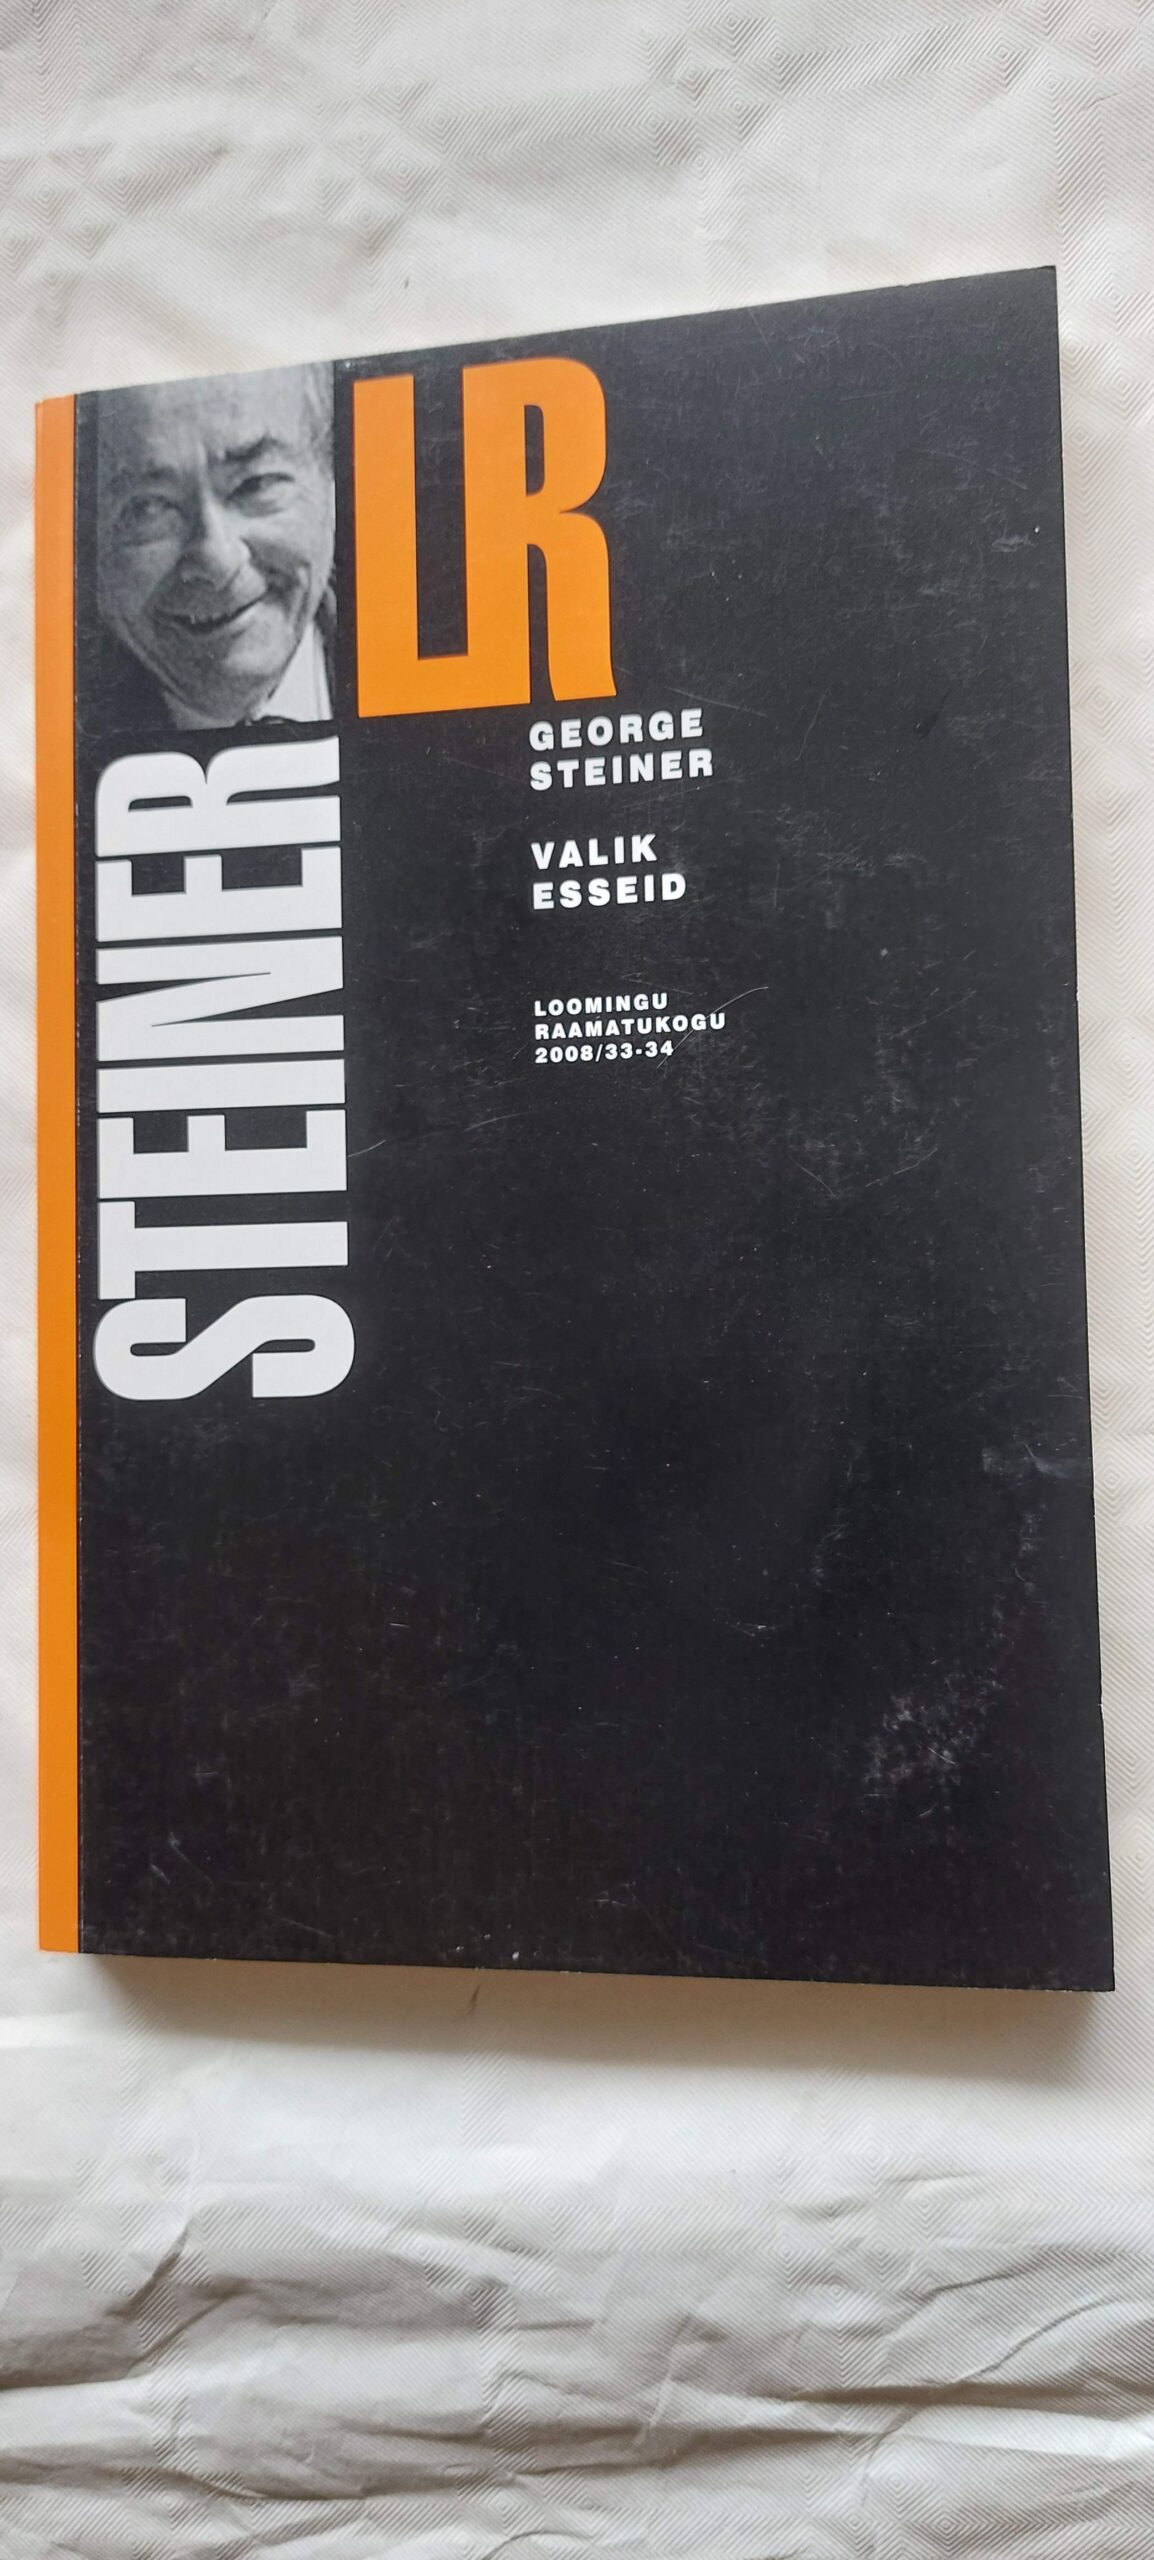 LR
STEINER
GEORGE
STEINER
VALIK
ESSEID
LOOMINGU
RAAMATUKOGU
2008/33-34